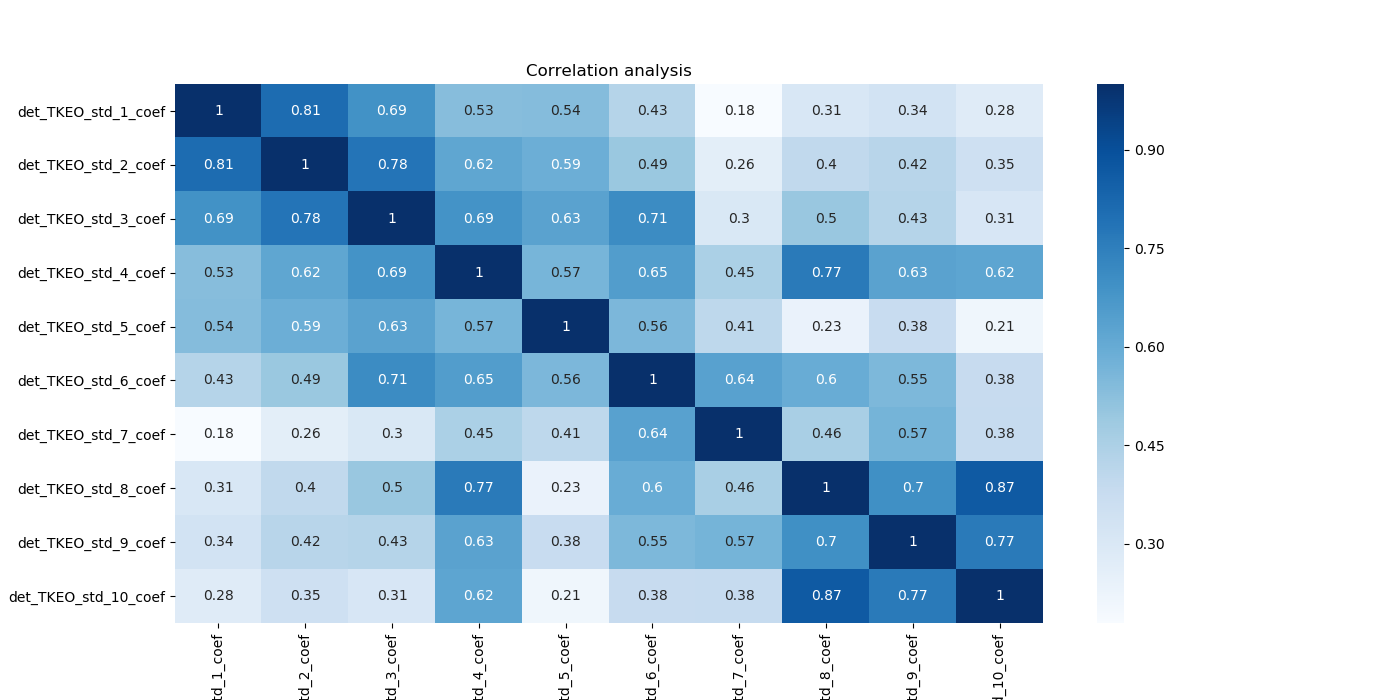 Correlation analysis
det_TKEO_std_1_coef 1 0.81 0.69 0.53 0.54 0.43 0.18 0.31 0.34 0.28
det_TKEO_std_2_coef 0.81 1 0.78 0.62 0.59 0.49 0.26 0.4 0.42 0.35
det_TKEO_std_3_coef 0.69 0.78 1 0.69 0.63 0.71 0.3 0.5 0.43 0.31
det_TKEO_std_4_coef 0.53 0.62 0.69 1 0.57 0.65 0.45 0.77 0.63 0.62
det_TKEO_std_5_coef 0.54 0.59 0.63 0.57 1 0.56 0.41 0.23 0.38 0.21
det_TKEO_std_6_coef 0.43 0.49 0.71 0.65 0.56 1 0.64 0.6 0.55 0.38
det_TKEO_std_7_coef 0.18 0.26 0.3 0.45 0.41 0.64 1 0.46 0.57 0.38
det_TKEO_std_8_coef 0.31 0.4 0.5 0.77 0.23 0.6 0.46 1 0.7 0.87
det_TKEO_std_9_coef 0.34 0.42 0.43 0.63 0.38 0.55 0.57 0.7 1 0.77
det_TKEO_std_10_coef 0.28 0.35 0.31 0.62 0.21 0.38 0.38 0.87 0.77 1
td_1_coef
td_2_coef
td_3_coef
td_4_coef
td_5_coef
td_6_coef
td_7_coef
td_8_coef
td_9_coef
d_10_coef
0.90
0.75
0.60
0.45
0.30